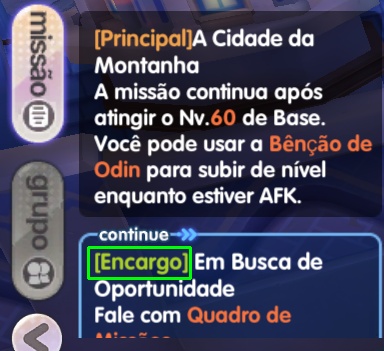 missão
grupo
[Principal]A Cidade da
Montanha
A missão continua após
atingir o Nv.60 de Base.
Você pode usar a Bênção de
Odin para subir de nível
enquanto estiver AFK.
continue
[Encargo] Em Busca de
Oportunidade
Fale com Quadro de
Missões